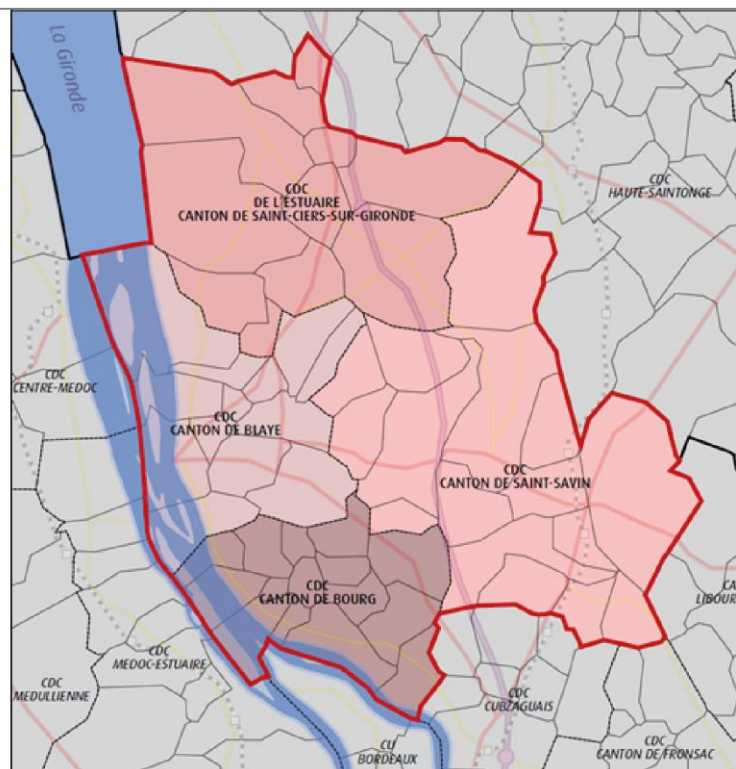 La Gironde
CDC
DE L'ESTUAIRE
CANTON DE SAINT-CIERS-SUR-GIRONDE
CDC
HAUTE-SAINTONGE
CDC
CENTRE-MEDOC
CDC
CANTON DE BLAYE
CDC
CANTON DE SAINT-SAVIN
CDC
CANTON DE BOURG
CA
LIBOUR
CDC
MEDOC-ESTUAIRE
CDC
MEDULLIENNE
CDC
CUBZAGUAIS
CU
BORDEAUX
CDC
CANTON DE FRONSAC